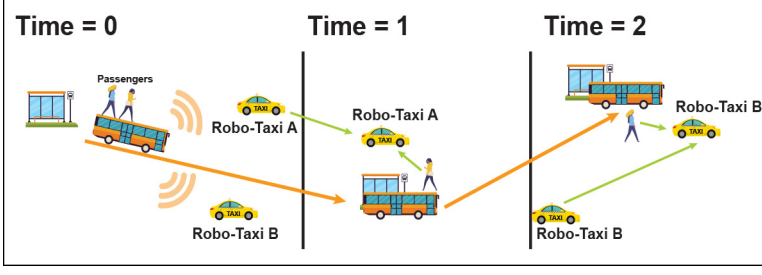 Time = 0
Time = 1
Time = 2
Passengers
TAXI
Robo-Taxi A
TAXI
Robo-Taxi B
Robo-Taxi A
TAXI
Robo-Taxi B
TAXI
TAXI
Robo-Taxi B